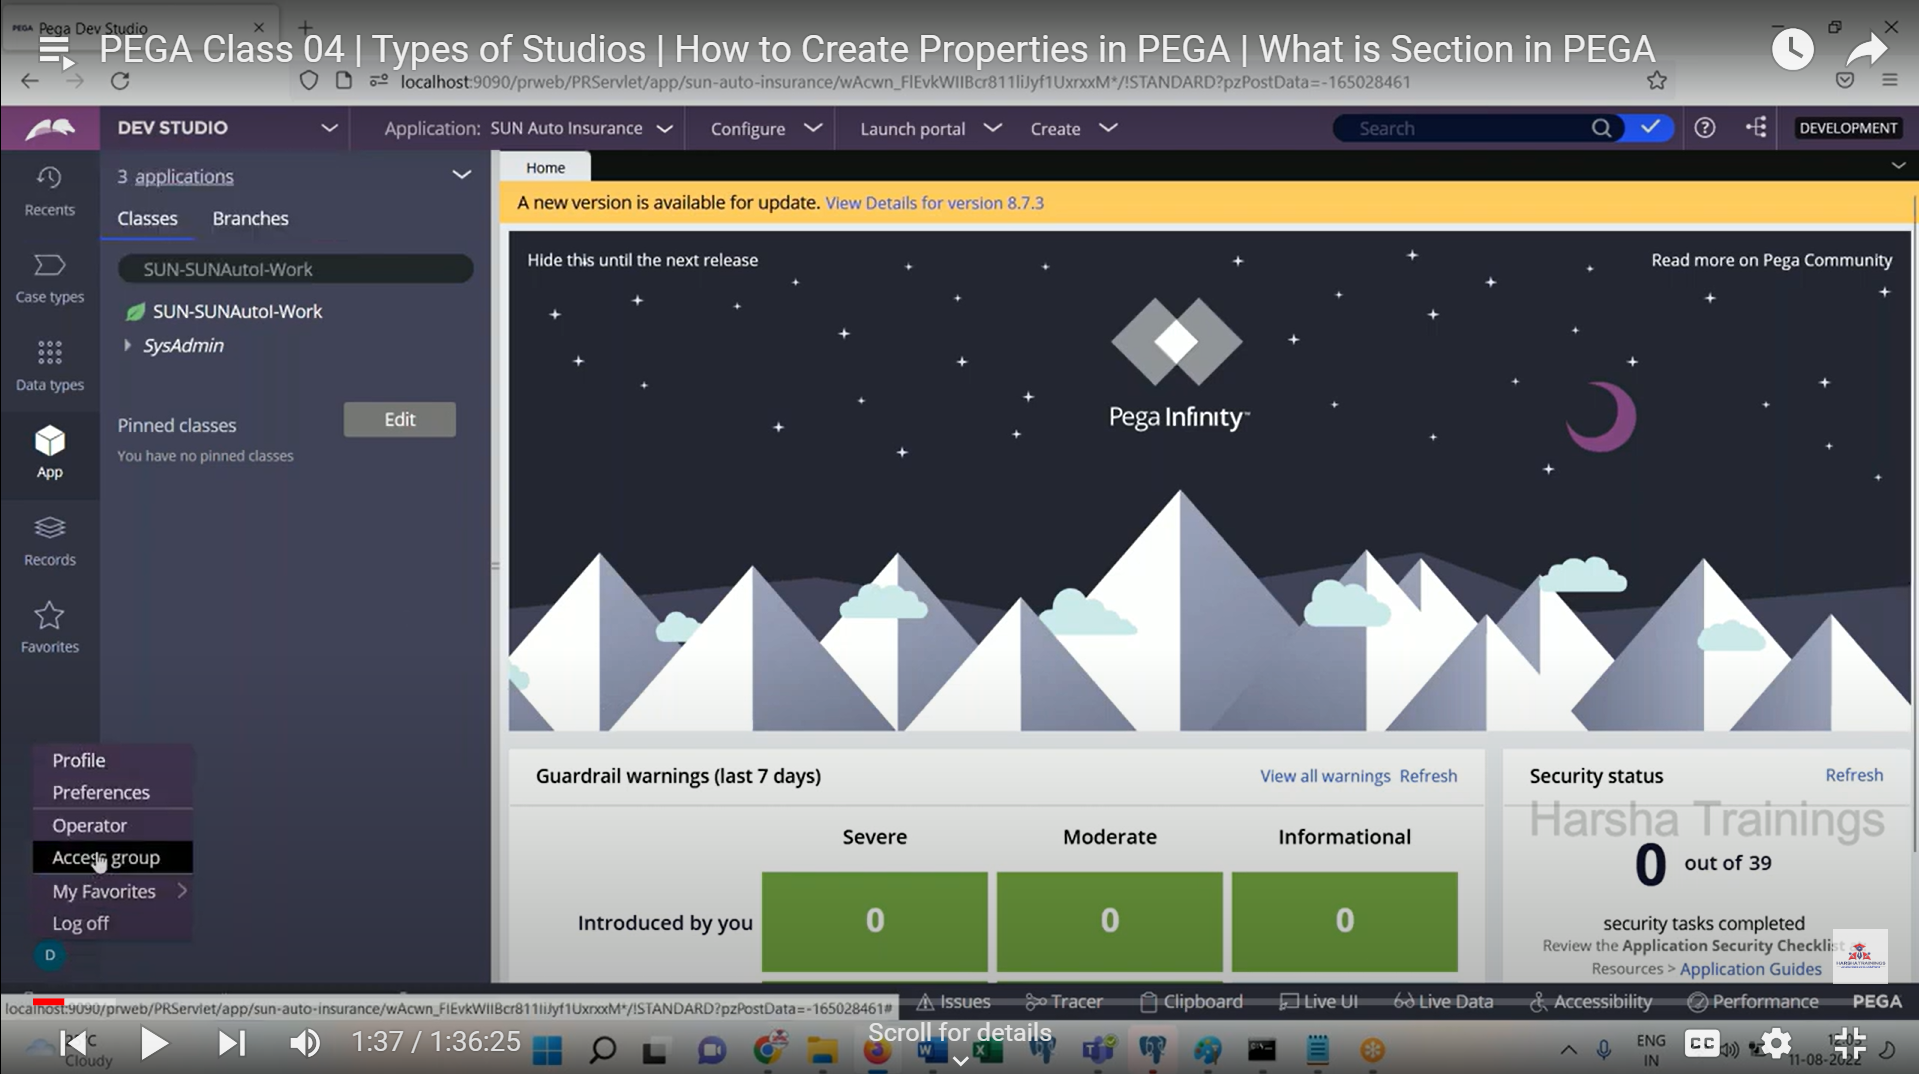 PEGA Pega Dev Studio
PEGA Class 04 | Types of Studios | How to Create Properties in PEGA | What is Section in PEGA
localhost:9090/prweb/PRServlet/app/sun-auto-insurance/wAcwn_FIEvkWIIBcr811liJyf1UxrxxM*/!STANDARD?pzPostData=-165028461
DEV STUDIO
Application: SUN Auto Insurance
Configure
Launch portal
Create
Search
DEVELOPMENT
Recents
Case types
Data types
App
Records
Favorites
3 applications
Classes Branches
SUN-SUNAutoI-Work
SUN-SUNAutoI-Work
SysAdmin
Pinned classes
Edit
You have no pinned classes
Profile
Preferences
Operator
Access group
My Favorites
Log off
D
Home
A new version is available for update. View Details for version 8.7.3
Hide this until the next release
Read more on Pega Community
Pega Infinity™
Guardrail warnings (last 7 days)
View all warnings Refresh
Severe Moderate Informational
Introduced by you 0 0 0
Security status
Refresh
Harsha Trainings
0 out of 39
security tasks completed
Review the Application Security Checklist
Resources > Application Guides
HARSHA TRAININGS
localhost:9090/prweb/PRServlet/app/sun-auto-insurance/wAcwn_FIEvkWIIBcr811liJyf1UxrxxM*/!STANDARD?pzPostData=-165028461#
Issues Tracer Clipboard Live UI Live Data Accessibility Performance PEGA
1:37 / 1:36:25
Scroll for details
Cloudy
ENG
IN
CC
11-08-2022